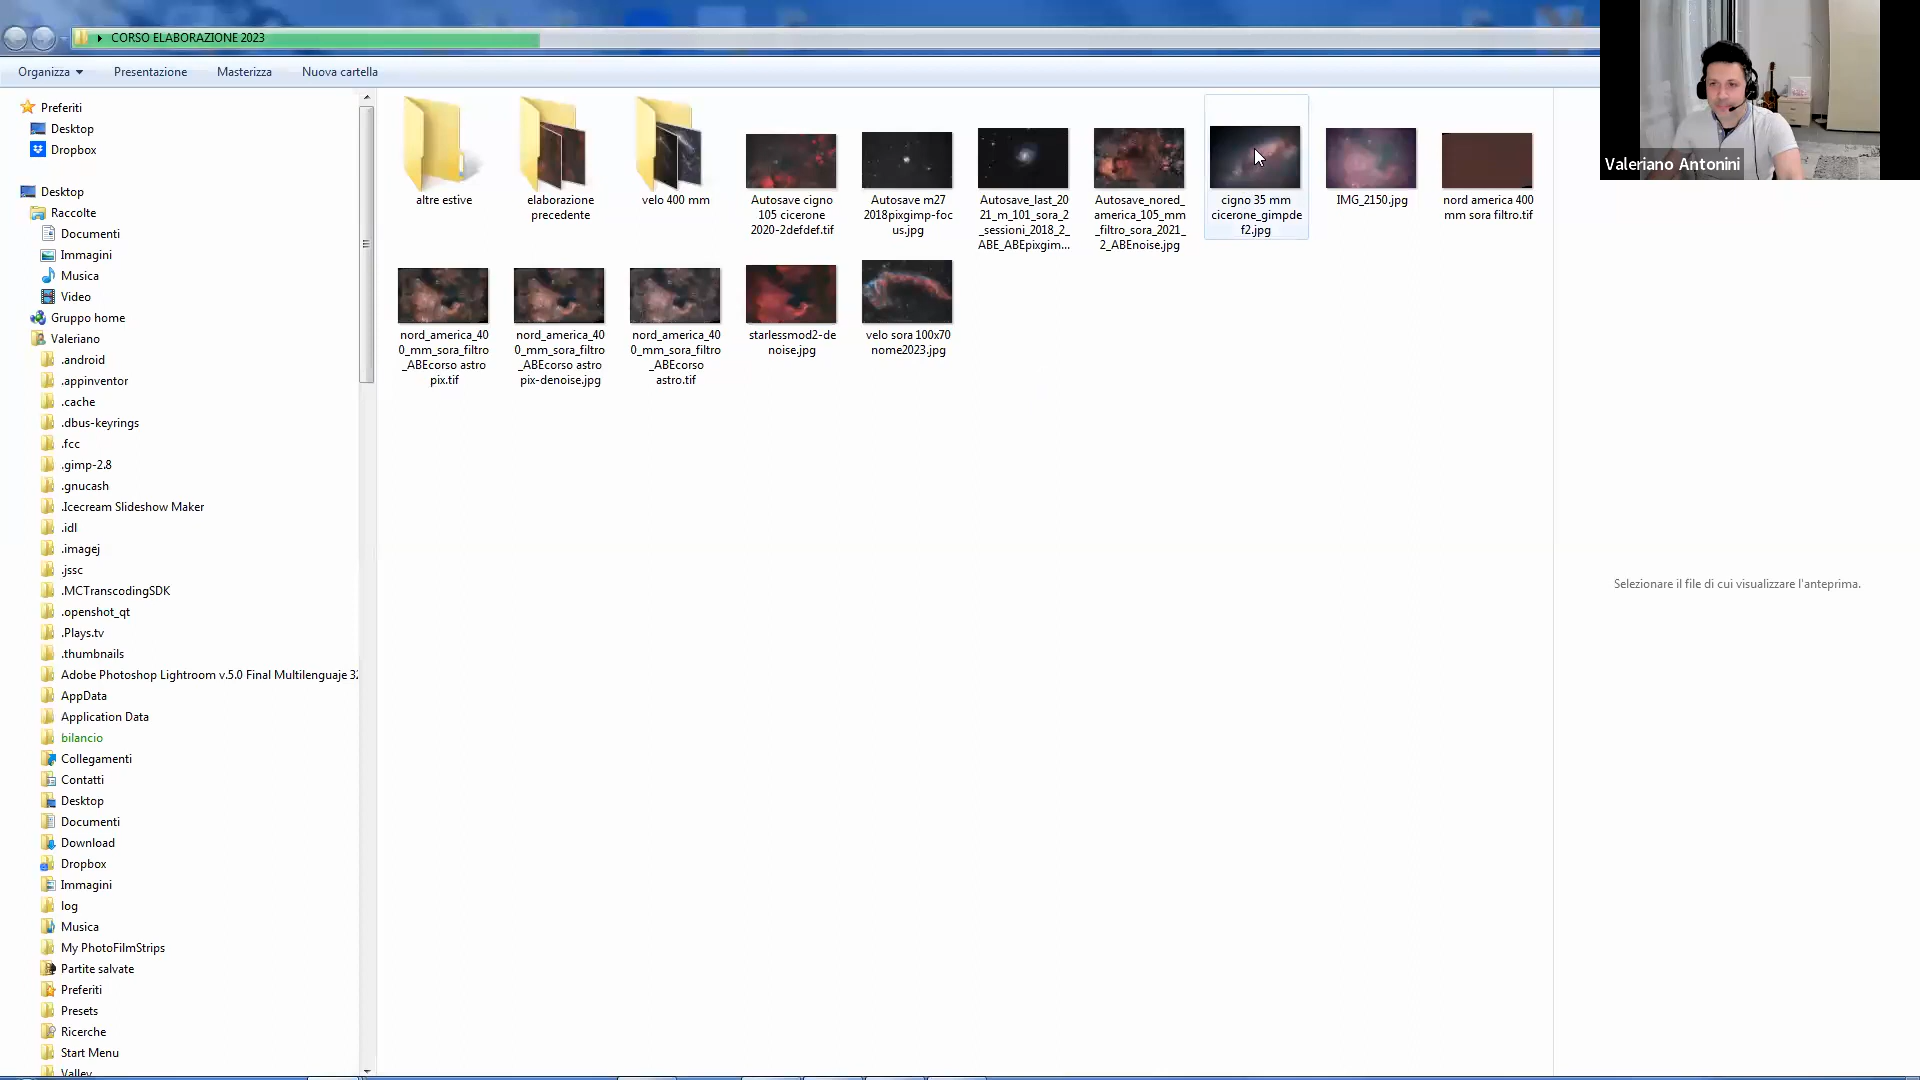 CORSO ELABORAZIONE 2023
Organizza
Presentazione
Masterizza
Nuova cartella
Preferiti
Desktop
Dropbox
Desktop
Raccolte
Documenti
Immagini
Musica
Video
Gruppo home
Valeriano
.android
.appinventor
.cache
.dbus-keyrings
.fcc
.gimp-2.8
.gnucash
.Icecream Slideshow Maker
.idl
.imagej
.jssc
.MCTranscodingSDK
.openshot_qt
.Plays.tv
.thumbnails
Adobe Photoshop Lightroom v.5.0 Final Multilenguaje 32
AppData
Application Data
bilancio
Collegamenti
Contatti
Desktop
Documenti
Download
Dropbox
Immagini
log
Musica
My PhotoFilmStrips
Partite salvate
Preferiti
Presets
Ricerche
Start Menu
Valley
altre estive
elaborazione
precedente
velo 400 mm
Autosave cigno
105 cicerone
2020-2defdef.tif
Autosave m27
2018pixgimp-foc
us.jpg
Autosave_last_20
21_m_101_sora_2
_sessioni_2018_2_
ABE_ABEpixgim...
Autosave_nored_
america_105_mm
_filtro_sora_2021_
2_ABEnoise.jpg
cigno 35 mm
cicerone_gimpde
f2.jpg
IMG_2150.jpg
nord america 400
mm sora filtro.tif
nord_america_40
0_mm_sora_filtro
_ABEcorso astro
pix.tif
nord_america_40
0_mm_sora_filtro
_ABEcorso astro
pix-denoise.jpg
nord_america_40
0_mm_sora_filtro
_ABEcorso
astro.tif
starlessmod2-de
noise.jpg
velo sora 100x70
nome2023.jpg
Selezionare il file di cui visualizzare l'anteprima.
Valeriano Antonini